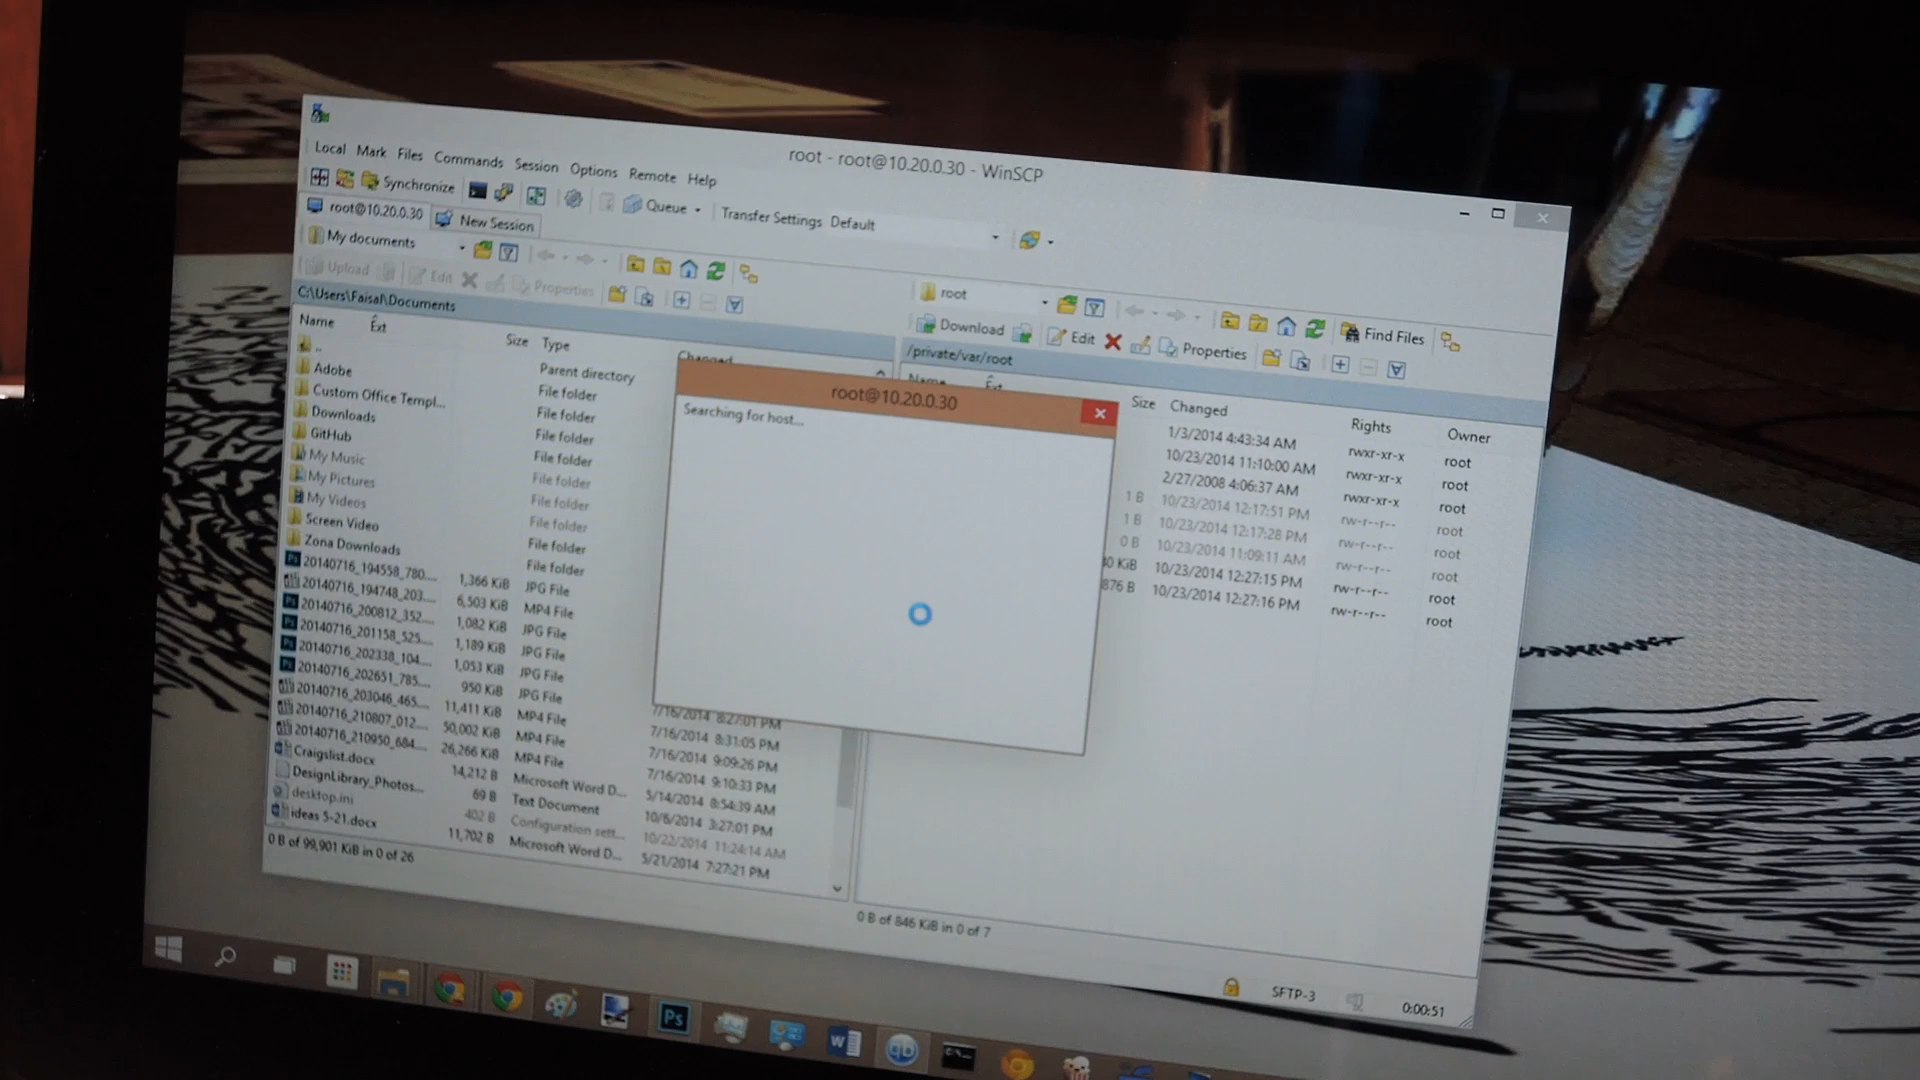 root - root@10.20.0.30 - WinSCP
Local Mark Files Commands Session Options Remote Help
Synchronize Queue Transfer Settings Default
root@10.20.0.30 New Session
My documents
Upload Edit Properties
C:\Users\Faisal\Documents
Name Ext Size Type Changed
..
Parent directory
Adobe File folder
Custom Office Templ... File folder
Downloads File folder
GitHub File folder
My Music File folder
My Pictures File folder
My Videos File folder
Screen Video File folder
Zona Downloads File folder
20140716_194558_780.... 1,366 KiB JPG File
20140716_194748_203.... 6,503 KiB MP4 File
20140716_200812_352.... 1,082 KiB JPG File
20140716_201158_525.... 1,189 KiB JPG File
20140716_202338_104.... 1,053 KiB JPG File
20140716_202651_785.... 950 KiB JPG File 7/16/2014 8:27:01 PM
20140716_203046_465.... 11,411 KiB MP4 File 7/16/2014 8:31:05 PM
20140716_210807_012.... 50,002 KiB MP4 File 7/16/2014 9:09:26 PM
20140716_210950_684.... 26,266 KiB MP4 File 7/16/2014 9:10:33 PM
Craigslist.docx 14,212 B Microsoft Word D... 5/14/2014 8:54:39 AM
DesignLibrary_Photos... 69 B Text Document 10/6/2014 3:27:01 PM
desktop.ini 402 B Configuration sett... 10/22/2014 11:24:14 AM
ideas 5-21.docx 11,702 B Microsoft Word D... 5/21/2014 7:27:21 PM
0 B of 99,901 KiB in 0 of 26
root
Find Files
Download Edit Properties
/private/var/root
Name Ext Size Changed Rights Owner
1/3/2014 4:43:34 AM rwxr-xr-x root
10/23/2014 11:10:00 AM rwxr-xr-x root
2/27/2008 4:06:37 AM rwxr-xr-x root
1 B 10/23/2014 12:17:51 PM rw-r--r-- root
1 B 10/23/2014 12:17:28 PM rw-r--r-- root
0 B 10/23/2014 11:09:11 AM rw-r--r-- root
KiB 10/23/2014 12:27:15 PM rw-r--r-- root
876 B 10/23/2014 12:27:16 PM rw-r--r-- root
0 B of 846 KiB in 0 of 7
root@10.20.0.30
Searching for host...
SFTP-3 0:00:51
Ps
W
qb